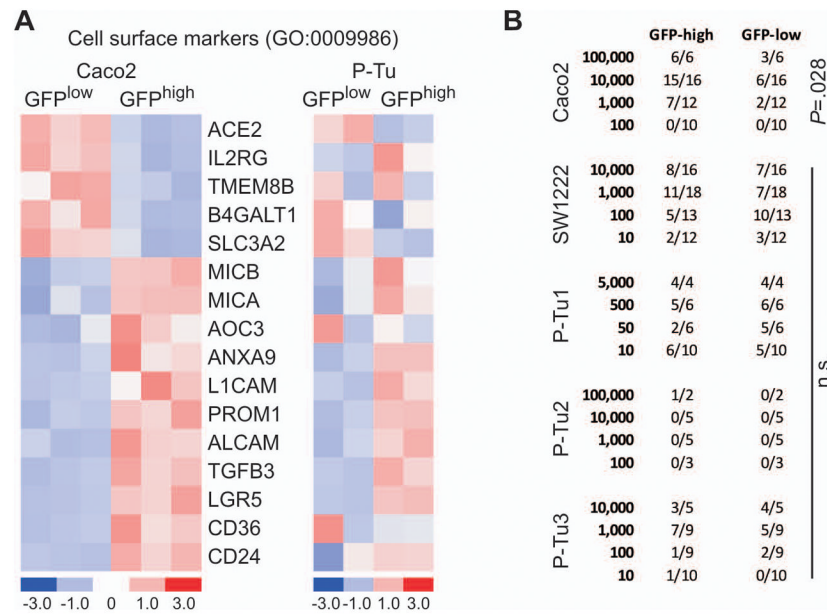 A
Cell surface markers (GO:0009986)
Caco2 P-Tu
GFPlow GFPhigh GFPlow GFPhigh
ACE2
IL2RG
TMEM8B
B4GALT1
SLC3A2
MICB
MICA
AOC3
ANXA9
L1CAM
PROM1
ALCAM
TGFB3
LGR5
CD36
CD24
-3.0 -1.0 0 1.0 3.0 -3.0 -1.0 0 1.0 3.0
B
GFP-high GFP-low
Caco2
100,000 6/6 3/6
10,000 15/16 6/16
1,000 7/12 2/12
100 0/10 0/10
P=.028
SW1222
10,000 8/16 7/16
1,000 11/18 7/18
100 5/13 10/13
10 2/12 3/12
P-Tu1
5,000 4/4 4/4
500 5/6 6/6
50 2/6 5/6
10 6/10 5/10
n.s.
P-Tu2
100,000 1/2 0/2
10,000 0/5 0/5
1,000 0/5 0/5
100 0/3 0/3
P-Tu3
10,000 3/5 4/5
1,000 7/9 5/9
100 1/9 2/9
10 1/10 0/10